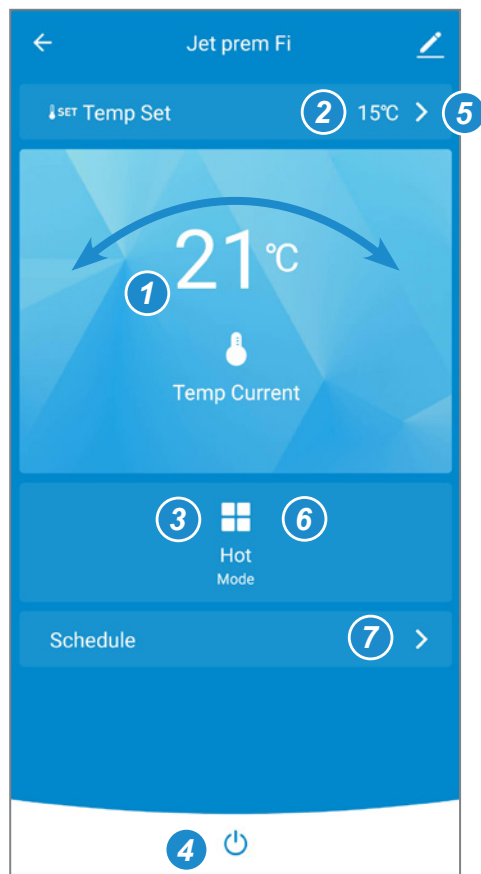 Jet prem Fi
SET Temp Set 2 15℃ 5
21℃
1
Temp Current
3 6
Hot
Mode
Schedule 7
4